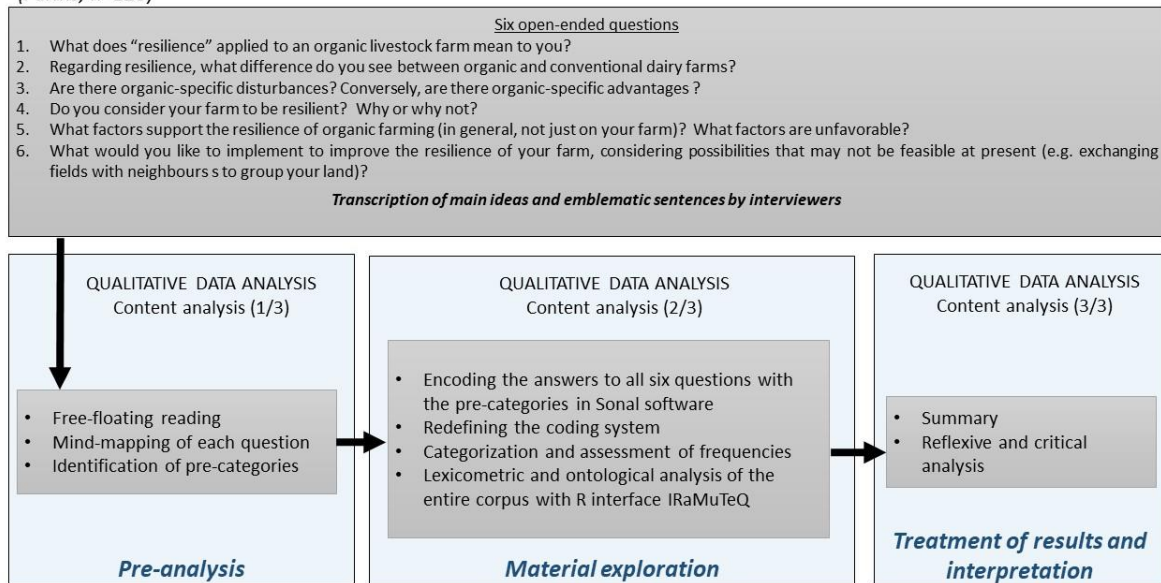 Six open-ended questions
1. What does “resilience” applied to an organic livestock farm mean to you?
2. Regarding resilience, what difference do you see between organic and conventional dairy farms?
3. Are there organic-specific disturbances? Conversely, are there organic-specific advantages ?
4. Do you consider your farm to be resilient? Why or why not?
5. What factors support the resilience of organic farming (in general, not just on your farm)? What factors are unfavorable?
6. What would you like to implement to improve the resilience of your farm, considering possibilities that may not be feasible at present (e.g. exchanging
fields with neighbours s to group your land)?
Transcription of main ideas and emblematic sentences by interviewers
QUALITATIVE DATA ANALYSIS
Content analysis (1/3)
• Free-floating reading
• Mind-mapping of each question
• Identification of pre-categories
Pre-analysis
QUALITATIVE DATA ANALYSIS
Content analysis (2/3)
• Encoding the answers to all six questions with
the pre-categories in Sonal software
• Redefining the coding system
• Categorization and assessment of frequencies
• Lexicometric and ontological analysis of the
entire corpus with R interface IRaMuTeQ
Material exploration
QUALITATIVE DATA ANALYSIS
Content analysis (3/3)
• Summary
• Reflexive and critical
analysis
Treatment of results and
interpretation